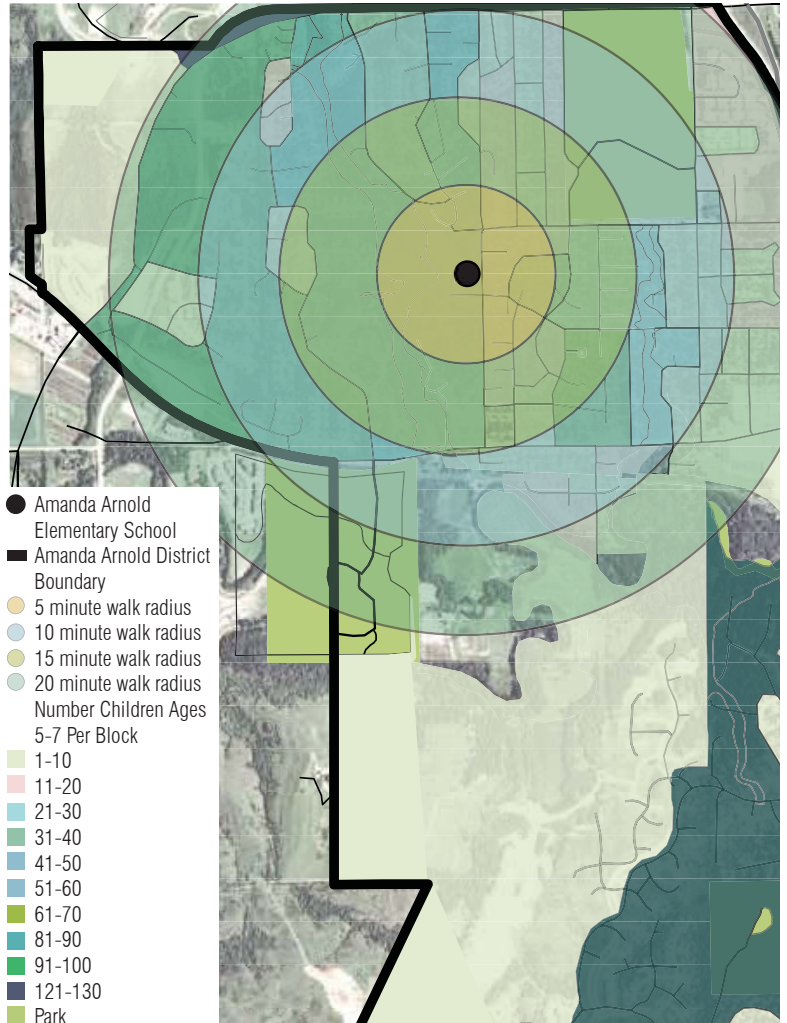 Amanda Arnold
Elementary School
Amanda Arnold District
Boundary
5 minute walk radius
10 minute walk radius
15 minute walk radius
20 minute walk radius
Number Children Ages
5-7 Per Block
1-10
11-20
21-30
31-40
41-50
51-60
61-70
81-90
91-100
121-130
Park